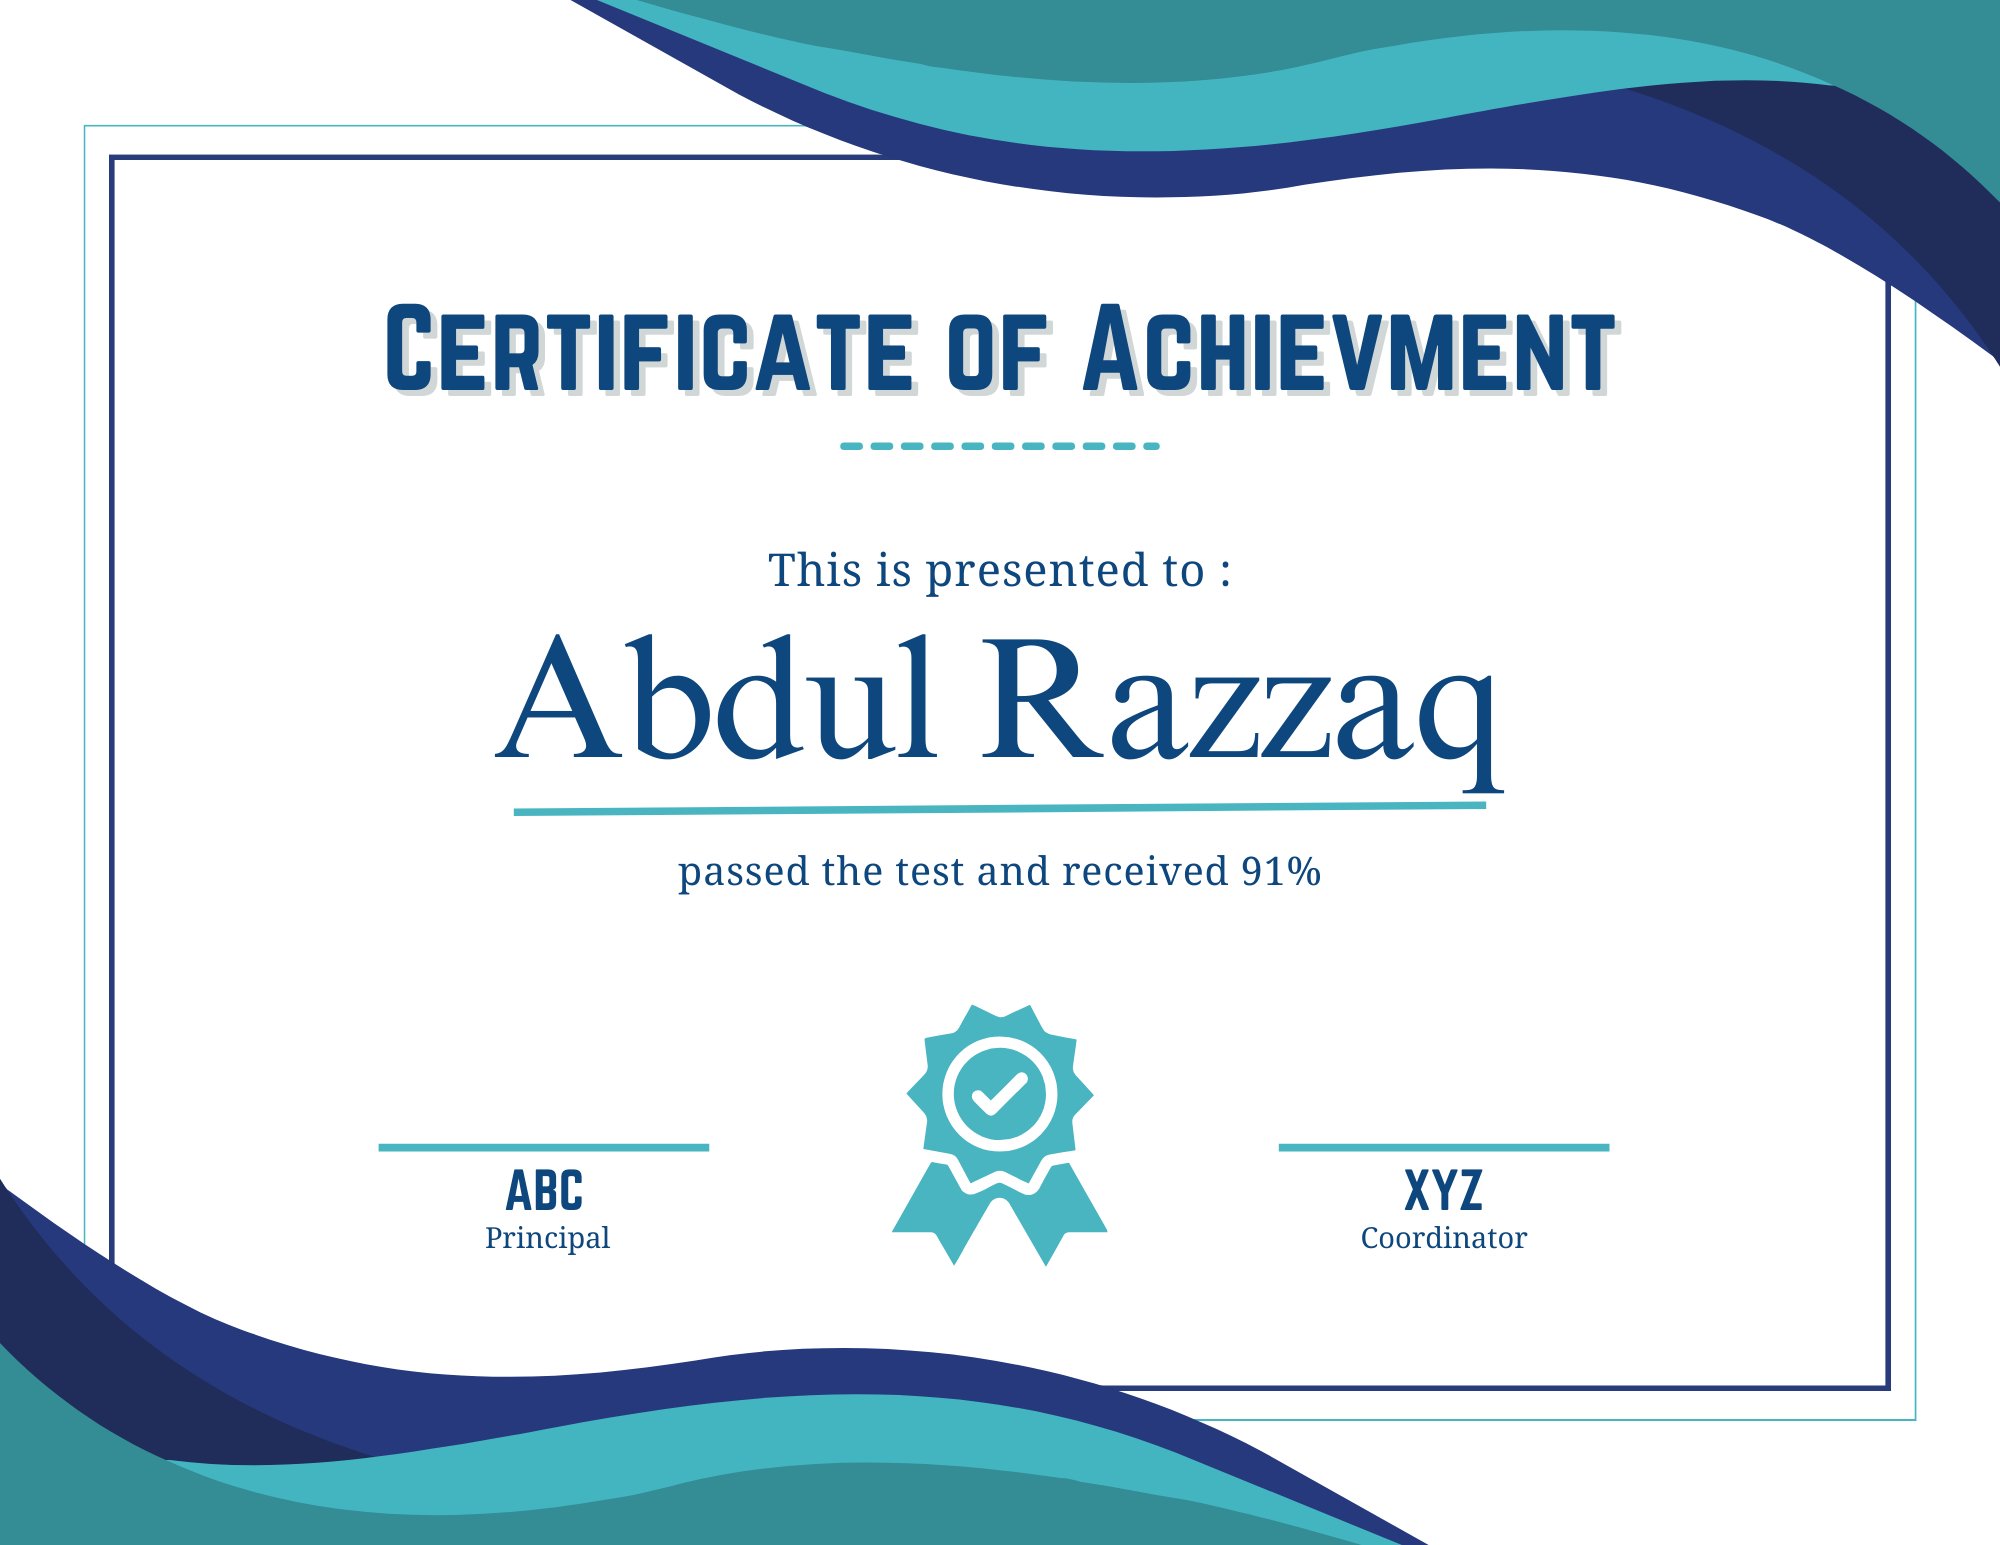 Certificate of Achievment
This is presented to :
Abdul Razzaq
passed the test and received 91%
ABC
Principal
XYZ
Coordinator